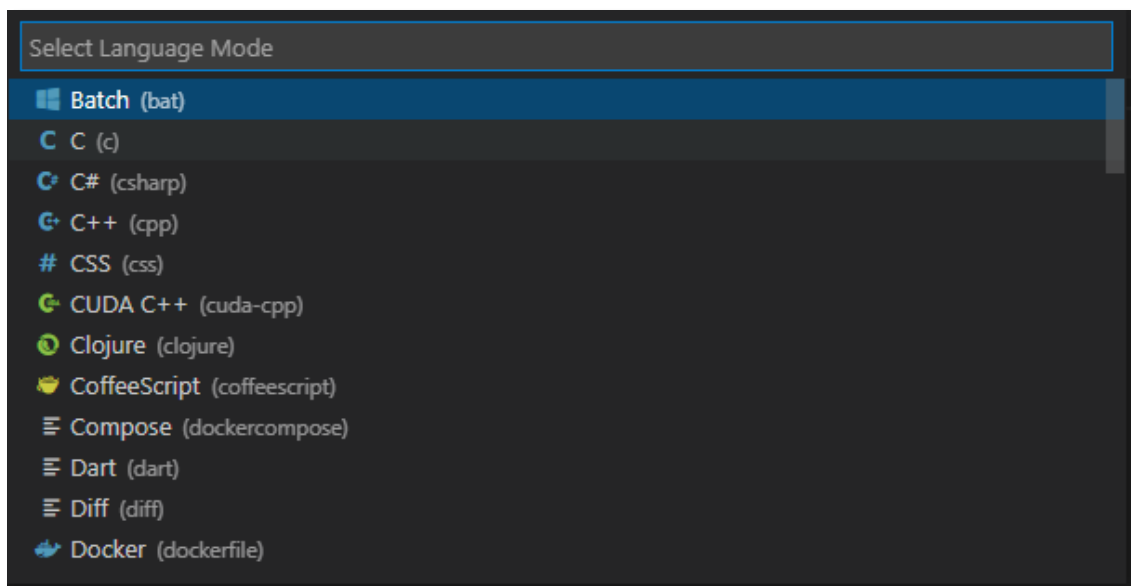 Select Language Mode
Batch (bat)
C (c)
C# (csharp)
C++ (cpp)
CSS (css)
CUDA C++ (cuda-cpp)
Clojure (clojure)
CoffeeScript (coffeescript)
Compose (dockercompose)
Dart (dart)
Diff (diff)
Docker (dockerfile)